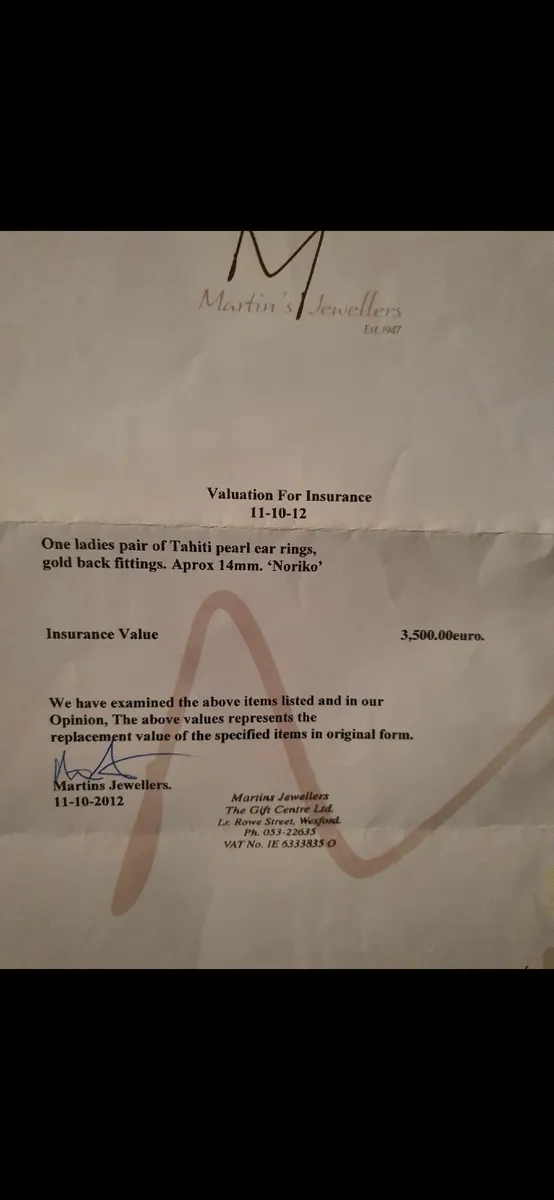 M
Martin's Jewellers
Est.1947
Valuation For Insurance
11-10-12
One ladies pair of Tahiti pearl ear rings,
gold back fittings. Aprox 14mm. ‘Noriko’
Insurance Value 3,500.00euro.
We have examined the above items listed and in our
Opinion, The above values represents the
replacement value of the specified items in original form.
Martins Jewellers.
11-10-2012
Martins Jewellers
The Gift Centre Ltd.
Lr. Rowe Street, Wexford.
Ph. 053-22635
VAT No. IE 6333835 O